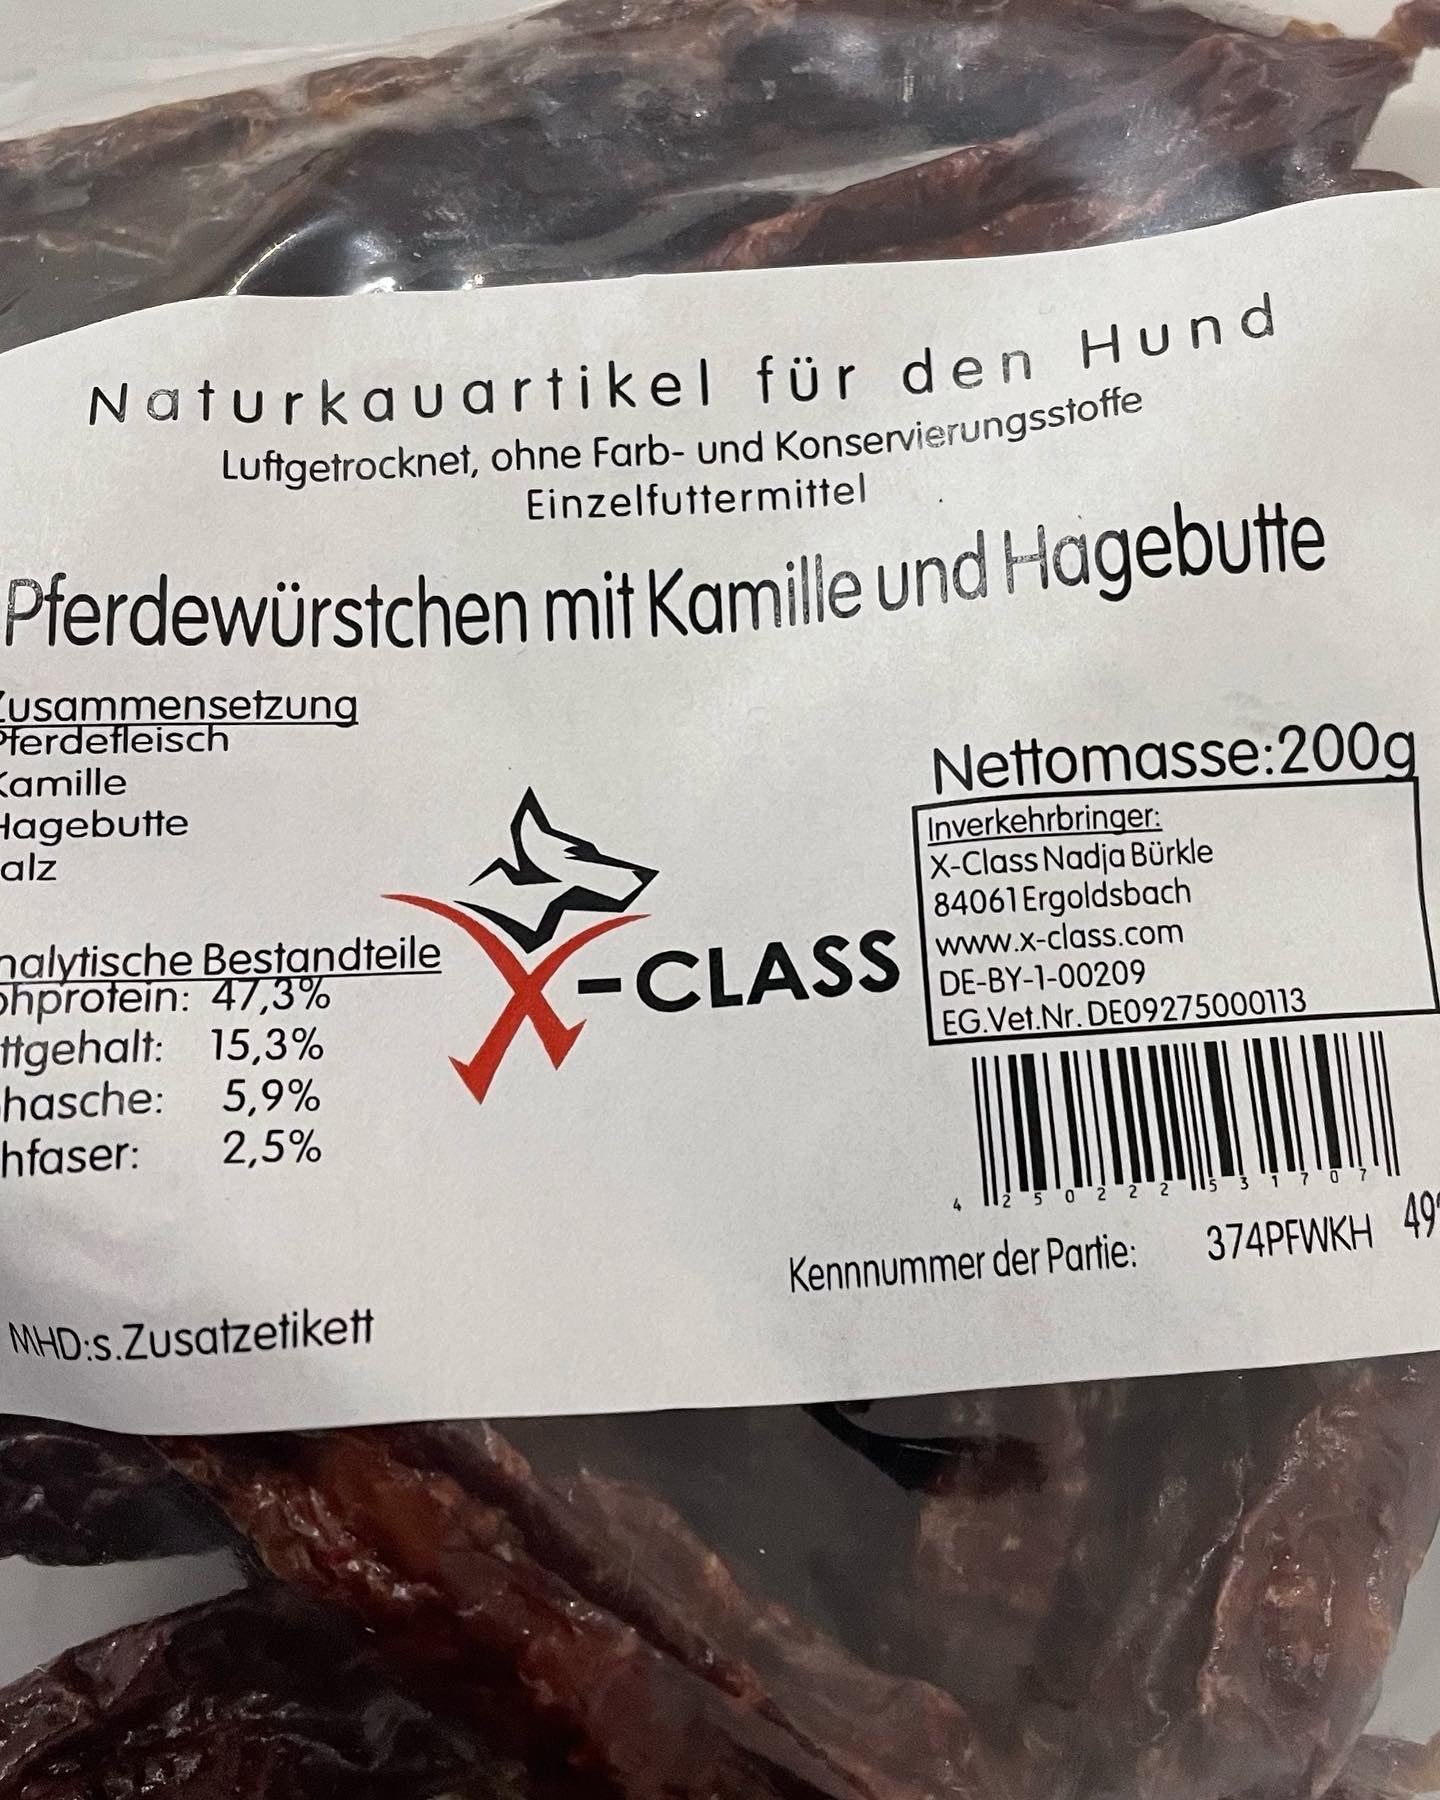 Naturkauartikel für den Hund
Luftgetrocknet, ohne Farb- und Konservierungsstoffe
Einzelfuttermittel
Pferdewürstchen mit Kamille und Hagebutte
Zusammensetzung
Pferdefleisch
Kamille
Hagebutte
alz
nalytische Bestandteile
ohprotein: 47,3%
ttgehalt: 15,3%
hasche: 5,9%
hfaser: 2,5%
MHD:s.Zusatzetikett
X-CLASS
Nettomasse:200g
Inverkehrbringer:
X-Class Nadja Bürkle
84061 Ergoldsbach
www.x-class.com
DE-BY-1-00209
EG.Vet.Nr. DE09275000113
4 250222 531707
Kennnummer der Partie: 374PFWKH 49